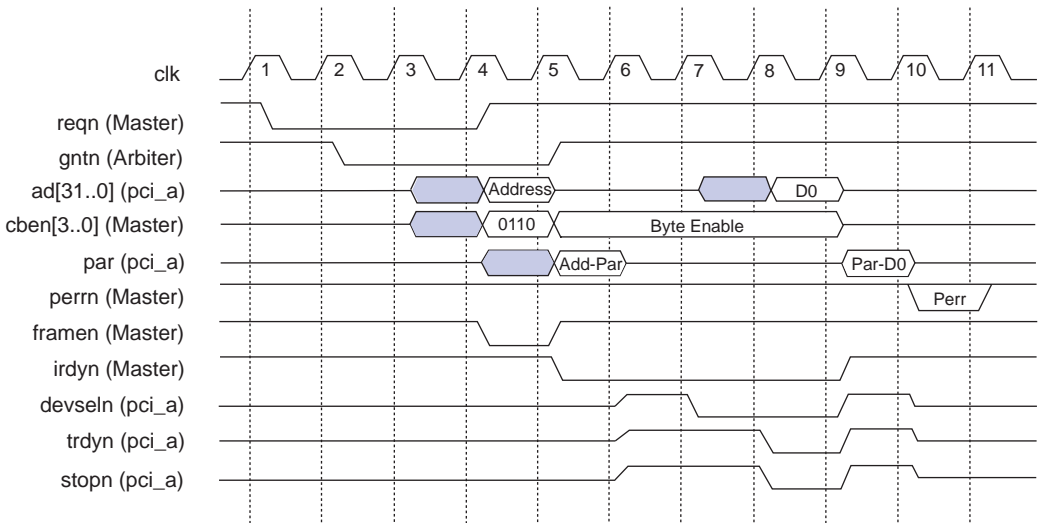 clk 1 2 3 4 5 6 7 8 9 10 11
reqn (Master)
gntn (Arbiter)
ad[31..0] (pci_a) Address D0
cben[3..0] (Master) 0110 Byte Enable
par (pci_a) Add-Par Par-D0
perrn (Master) Perr
framen (Master)
irdyn (Master)
devseln (pci_a)
trdyn (pci_a)
stopn (pci_a)